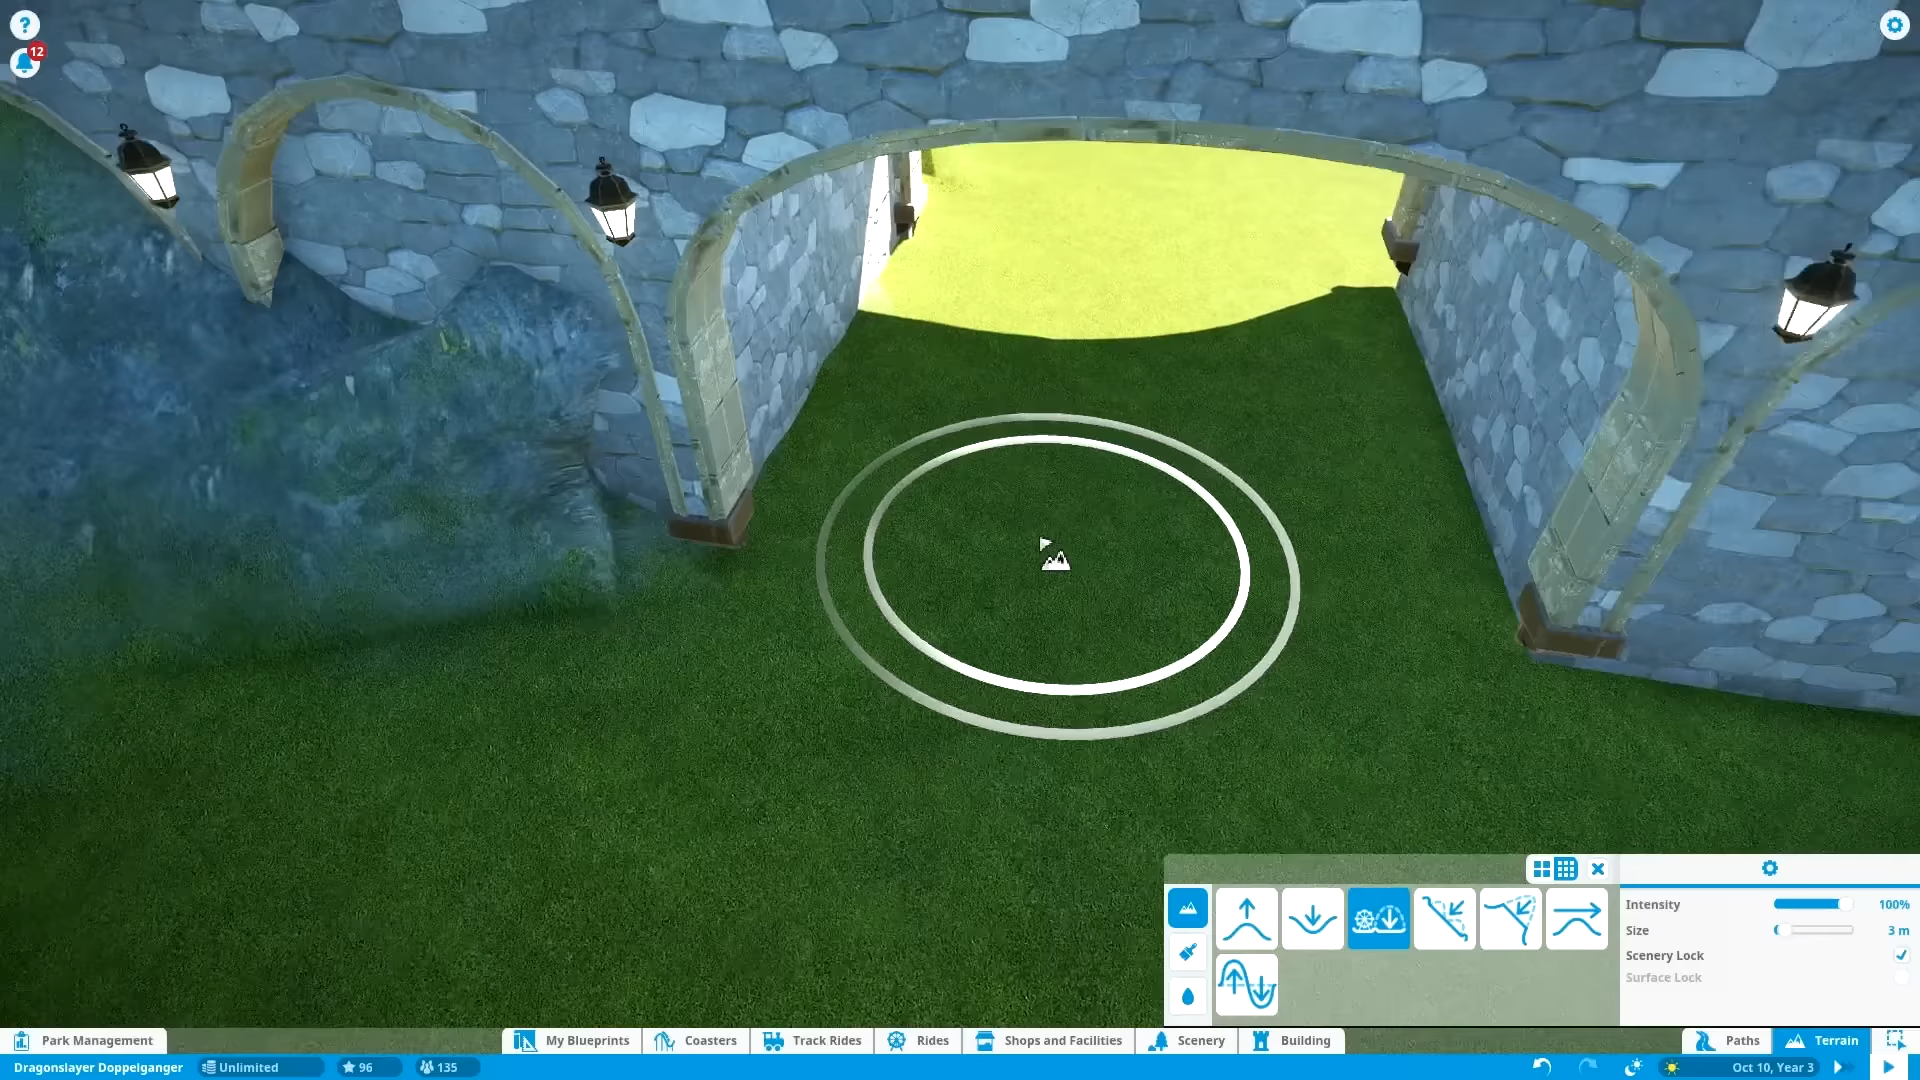 ?
12
Intensity 100%
Size 3 m
Scenery Lock
Surface Lock
Park Management
My Blueprints
Coasters
Track Rides
Rides
Shops and Facilities
Scenery
Building
Paths
Terrain
Dragonslayer Doppelganger
Unlimited
96
135
Oct 10, Year 3